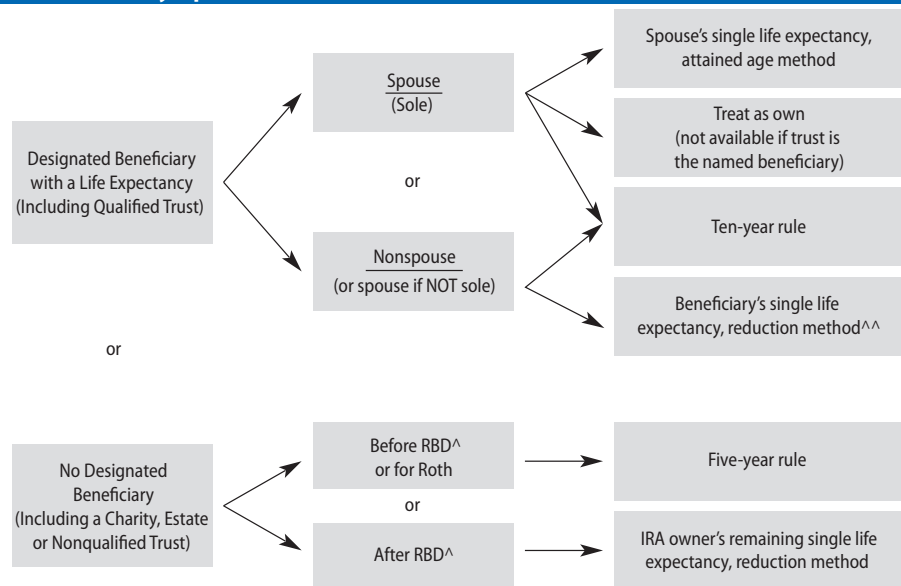 Designated Beneficiary
with a Life Expectancy
(Including Qualified Trust)
Spouse
(Sole)
or
Nonspouse
(or spouse if NOT sole)
Spouse’s single life expectancy,
attained age method
Treat as own
(not available if trust is
the named beneficiary)
Ten-year rule
Beneficiary’s single life
expectancy, reduction method^^
or
No Designated
Beneficiary
(Including a Charity, Estate
or Nonqualified Trust)
Before RBD^
or for Roth
or
After RBD^
Five-year rule
IRA owner’s remaining single life
expectancy, reduction method